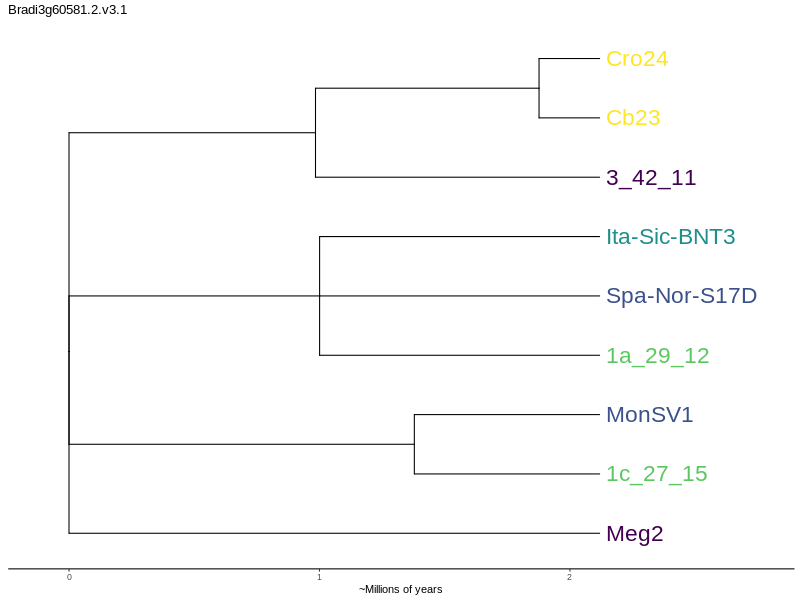 Bradi3g60581.2.v3.1
Cro24
Cb23
3_42_11
Ita-Sic-BNT3
Spa-Nor-S17D
1a_29_12
MonSV1
1c_27_15
Meg2
0 1 2
~Millions of years